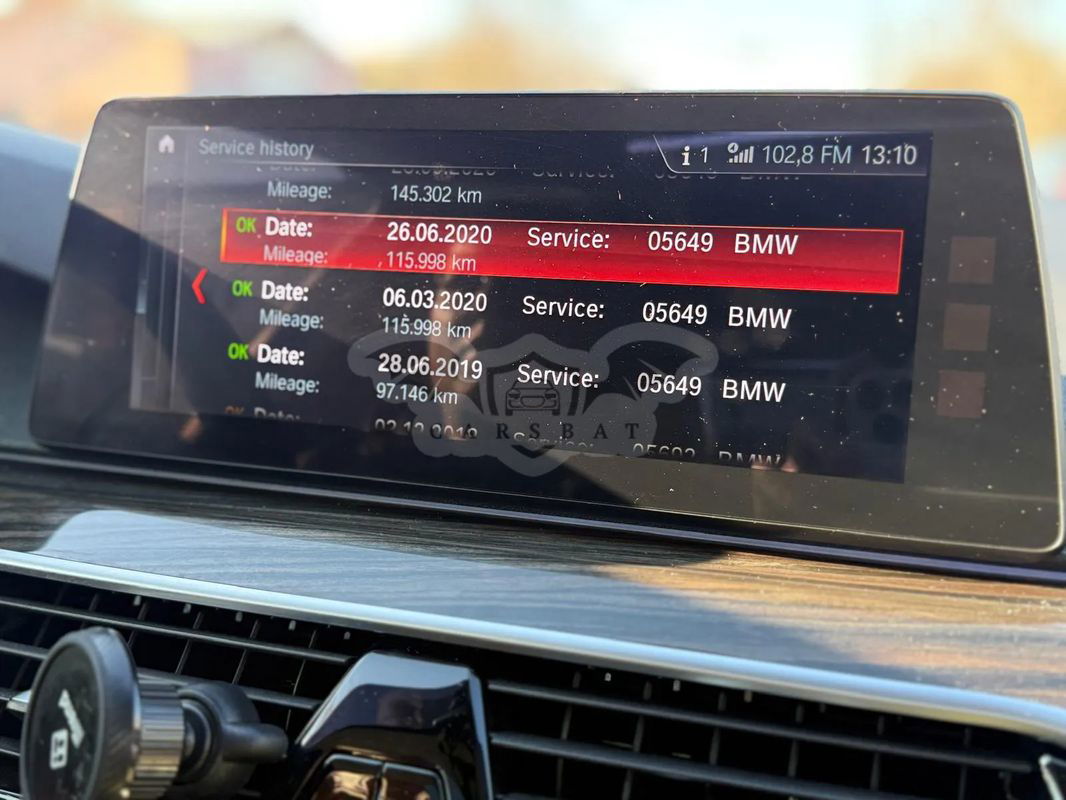 Service history
i 1 102,8 FM 13:10
Mileage: 145.302 km
OK Date: 26.06.2020 Service: 05649 BMW
Mileage: 115.998 km
OK Date: 06.03.2020 Service: 05649 BMW
Mileage: 115.998 km
OK Date: 28.06.2019 Service: 05649 BMW
Mileage: 97.146 km
CARSBAT